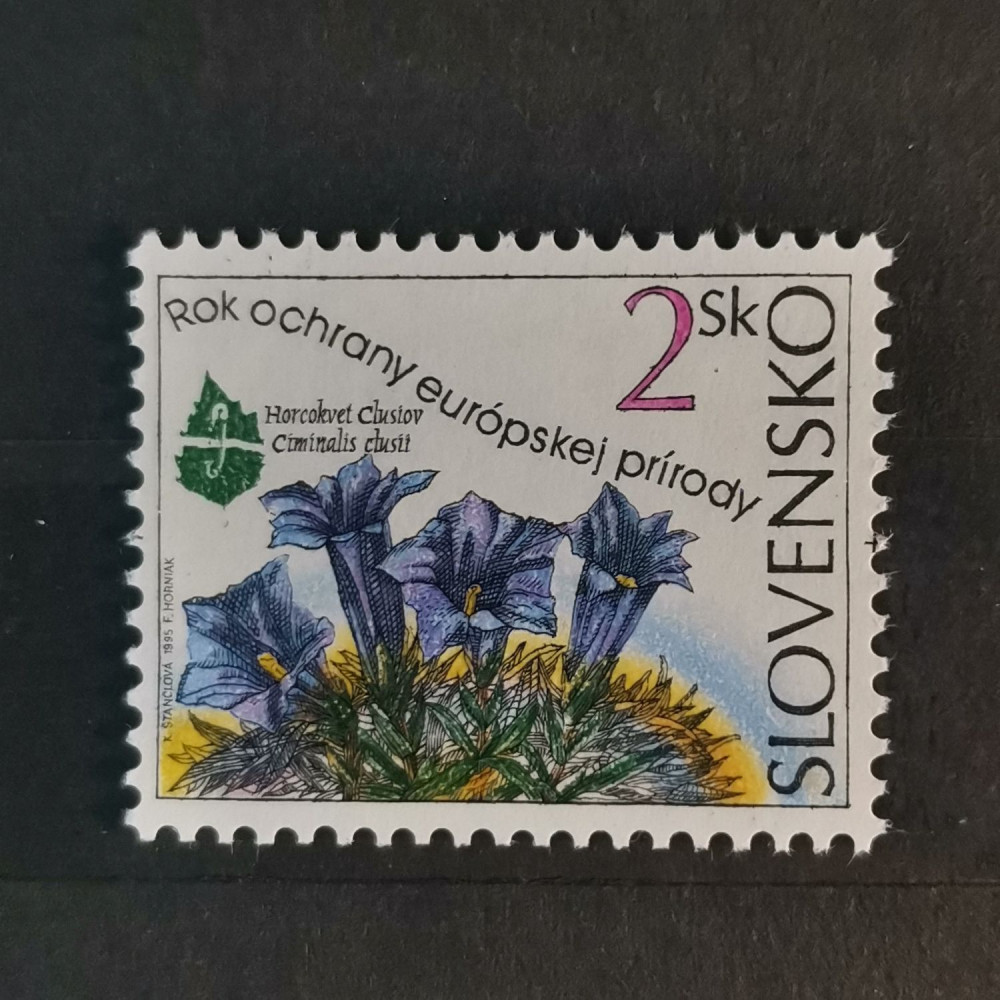 Rok ochrany európskej prírody
2 Sk
SLOVENSKO
Horcokvet Clusiov
Ciminalis clusii
K. ŠTANCLOVÁ 1995 F. HORNIAK